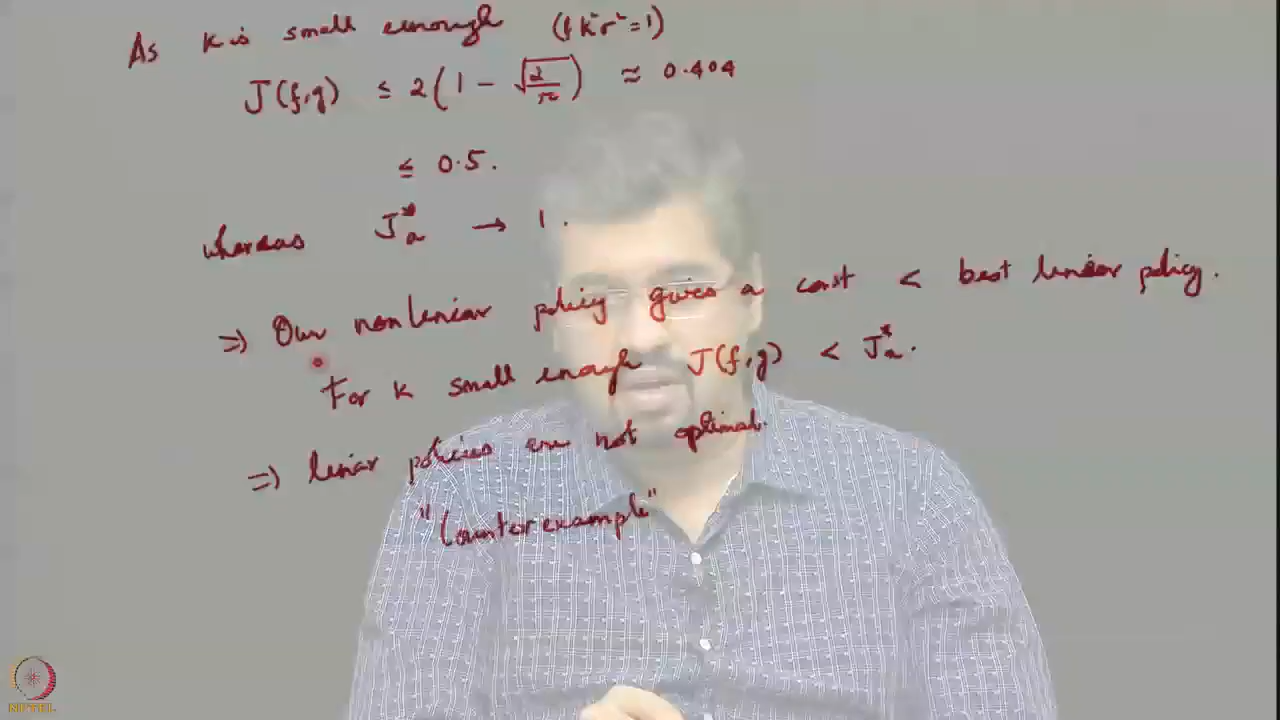 As k is small enough (& k²σ²=1)
J(f,g) ≤ 2(1 - √(2/π)) ≈ 0.404
≤ 0.5.
whereas J*a → 1.
⇒ Our nonlinear policy gives a cost < best linear policy.
For k small enough J(f,g) < J*a.
⇒ linear policies are not optimal.
"Counterexample"
NPTEL